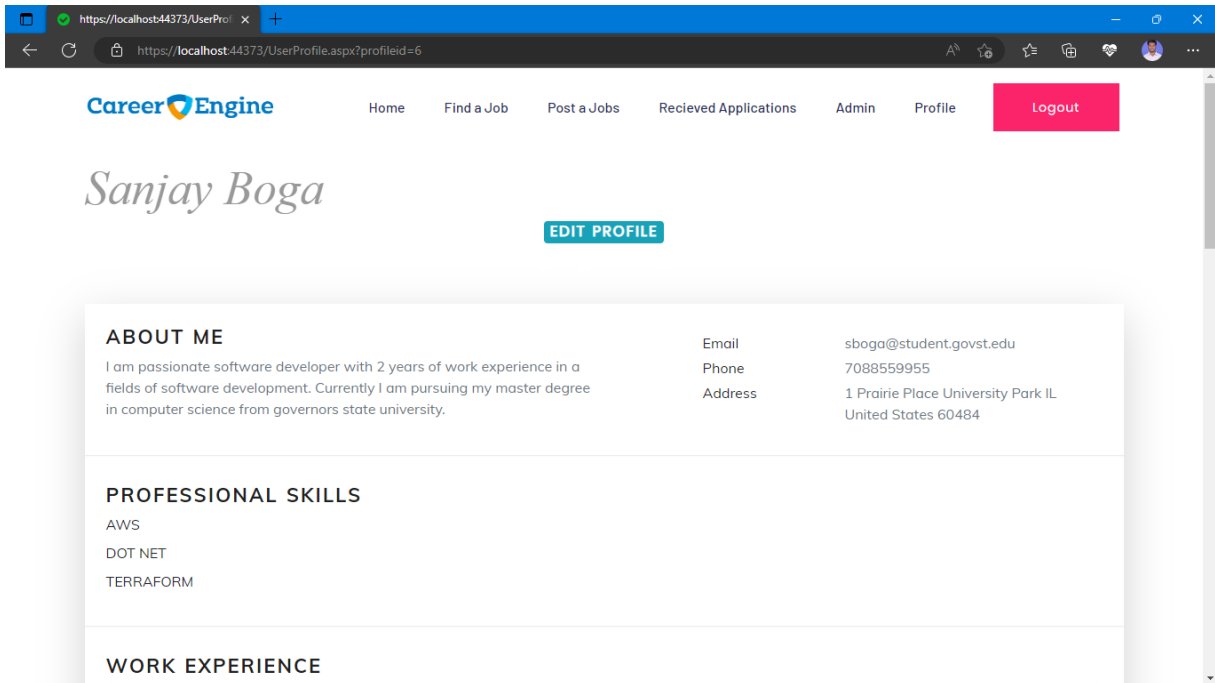 https://localhost:44373/UserProf
https://localhost:44373/UserProfile.aspx?profileid=6
Career Engine
Home Find a Job Post a Jobs Recieved Applications Admin Profile Logout
Sanjay Boga
EDIT PROFILE
ABOUT ME
I am passionate software developer with 2 years of work experience in a
fields of software development. Currently I am pursuing my master degree
in computer science from governors state university.
Email sboga@student.govst.edu
Phone 7088559955
Address 1 Prairie Place University Park IL
United States 60484
PROFESSIONAL SKILLS
AWS
DOT NET
TERRAFORM
WORK EXPERIENCE